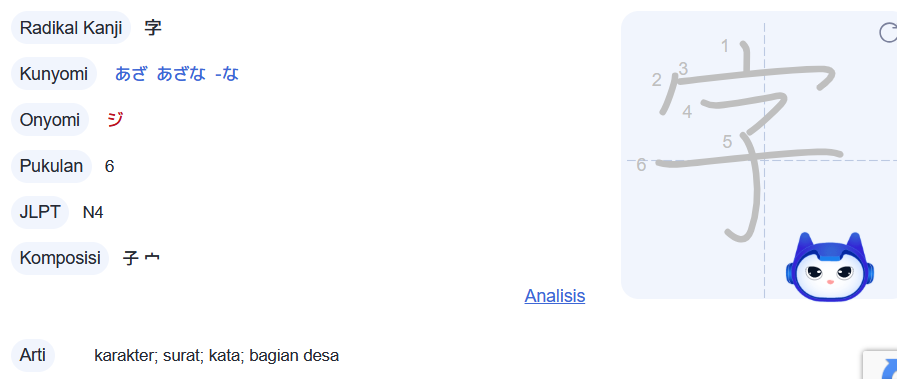 Radikal Kanji 字
Kunyomi あざ あざな -な
Onyomi ジ
Pukulan 6
JLPT N4
Komposisi 子 宀
Analisis
Arti karakter; surat; kata; bagian desa
字
1
2
3
4
5
6